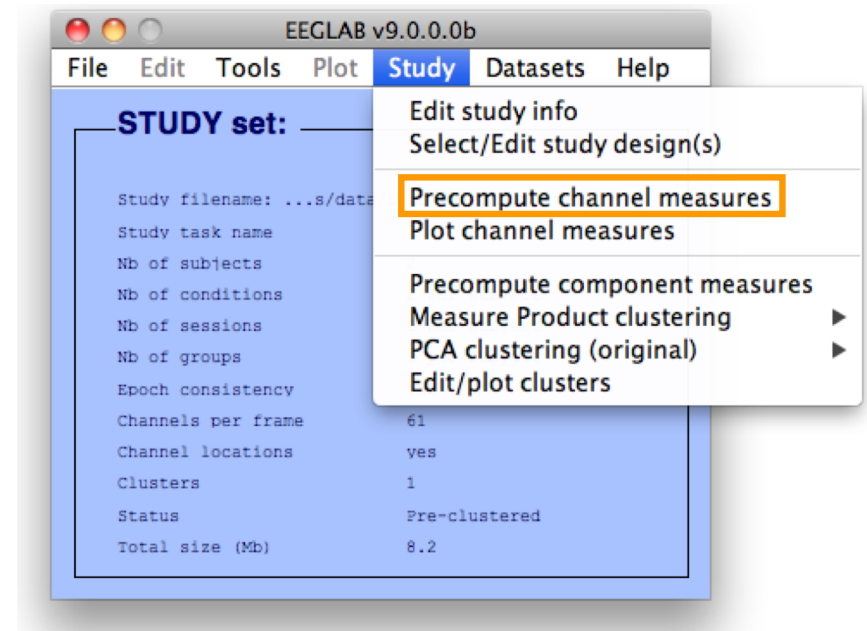 EEGLAB v9.0.0.0b
File Edit Tools Plot Study Datasets Help
Edit study info
Select/Edit study design(s)
Precompute channel measures
Plot channel measures
Precompute component measures
Measure Product clustering
PCA clustering (original)
Edit/plot clusters
STUDY set:
Study filename: ...s/data
Study task name
Nb of subjects
Nb of conditions
Nb of sessions
Nb of groups
Epoch consistency
Channels per frame 61
Channel locations yes
Clusters 1
Status Pre-clustered
Total size (Mb) 8.2